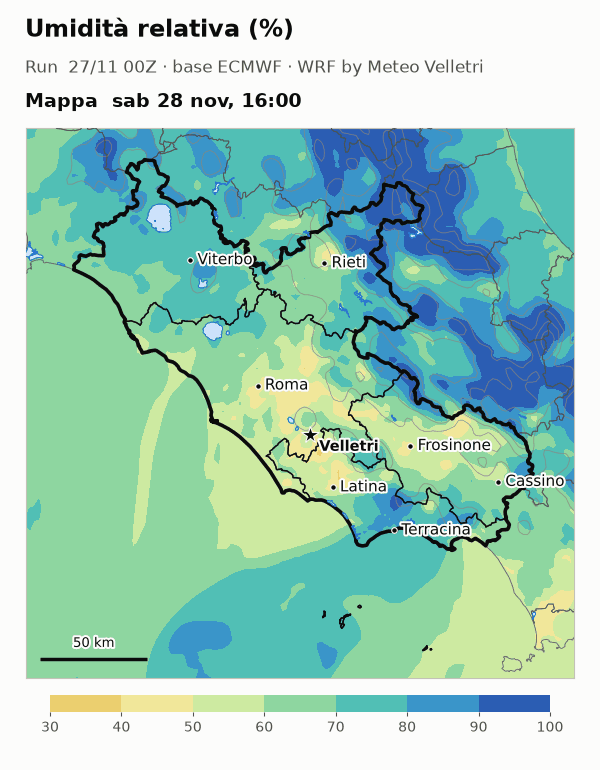 Umidità relativa (%)
Run  27/11 00Z · base ECMWF · WRF by Meteo Velletri
Mappa  sab 28 nov, 16:00
Viterbo
Rieti
Roma
Velletri
Frosinone
Cassino
Latina
Terracina
50 km
30 40 50 60 70 80 90 100